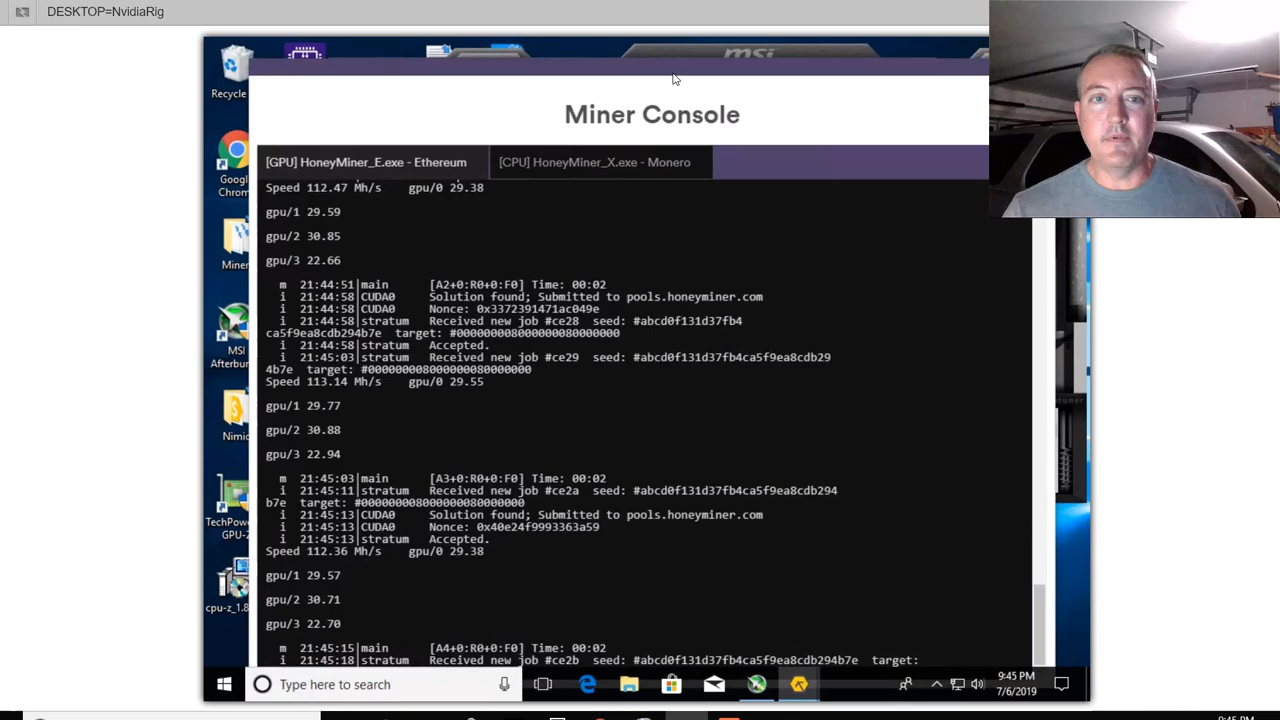 DESKTOP=NvidiaRig
msi
Recycle
Google
Chrom
Miner
MSI
Afterbur
Nimic
TechPowe
GPU-Z
cpu-z_1.8
Miner Console
[GPU] HoneyMiner_E.exe - Ethereum
[CPU] HoneyMiner_X.exe - Monero
Speed 112.47 Mh/s    gpu/0 29.38
gpu/1 29.59
gpu/2 30.85
gpu/3 22.66
m  21:44:51|main     [A2+0:R0+0:F0] Time: 00:02
i  21:44:58|CUDA0    Solution found; Submitted to pools.honeyminer.com
i  21:44:58|CUDA0    Nonce: 0x3372391471ac049e
i  21:44:58|stratum  Received new job #ce28  seed: #abcd0f131d37fb4
ca5f9ea8cdb294b7e  target: #000000008000000080000000
i  21:44:58|stratum  Accepted.
i  21:45:03|stratum  Received new job #ce29  seed: #abcd0f131d37fb4ca5f9ea8cdb29
4b7e  target: #000000008000000080000000
Speed 113.14 Mh/s    gpu/0 29.55
gpu/1 29.77
gpu/2 30.88
gpu/3 22.94
m  21:45:03|main     [A3+0:R0+0:F0] Time: 00:02
i  21:45:11|stratum  Received new job #ce2a  seed: #abcd0f131d37fb4ca5f9ea8cdb294
b7e  target: #000000008000000080000000
i  21:45:13|CUDA0    Solution found; Submitted to pools.honeyminer.com
i  21:45:13|CUDA0    Nonce: 0x40e24f9993363a59
i  21:45:13|stratum  Accepted.
Speed 112.36 Mh/s    gpu/0 29.38
gpu/1 29.57
gpu/2 30.71
gpu/3 22.70
m  21:45:15|main     [A4+0:R0+0:F0] Time: 00:02
i  21:45:18|stratum  Received new job #ce2b  seed: #abcd0f131d37fb4ca5f9ea8cdb294b7e  target:
Type here to search
9:45 PM
7/6/2019